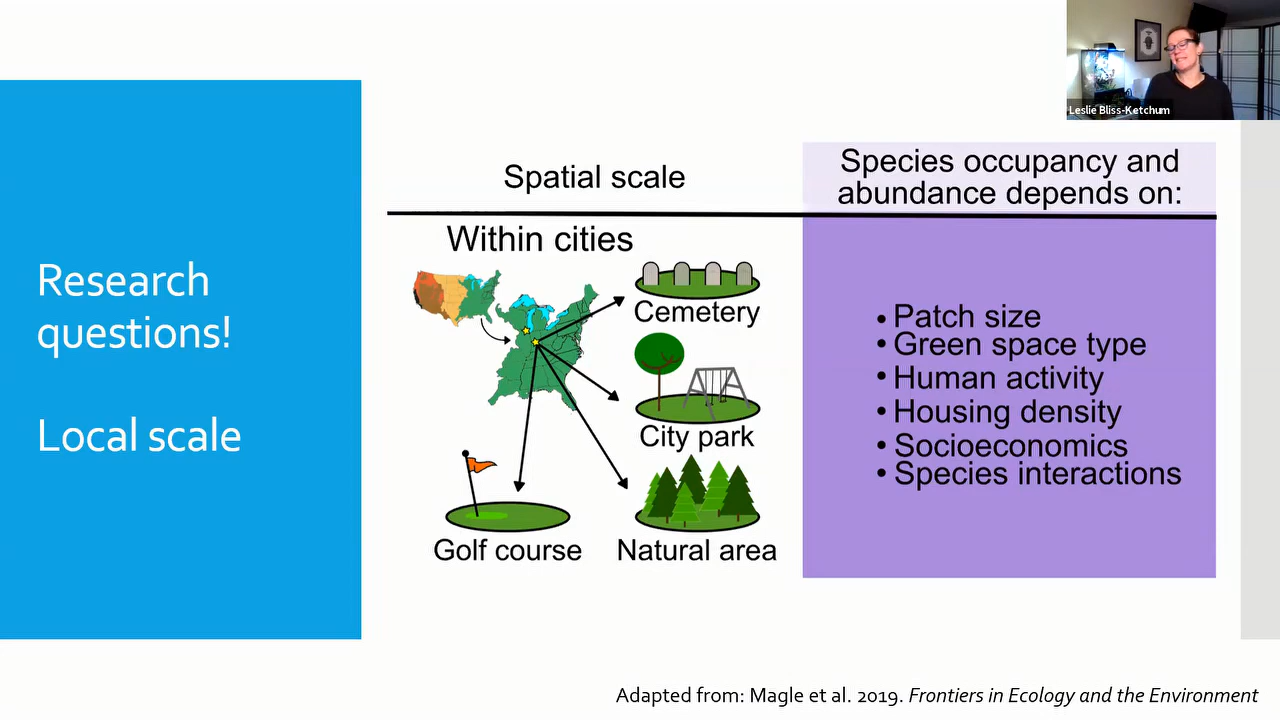 Leslie Bliss-Ketchum
Research
questions!
Local scale
Spatial scale
Species occupancy and
abundance depends on:
Within cities
Cemetery
City park
Golf course
Natural area
• Patch size
• Green space type
• Human activity
• Housing density
• Socioeconomics
• Species interactions
Adapted from: Magle et al. 2019. Frontiers in Ecology and the Environment